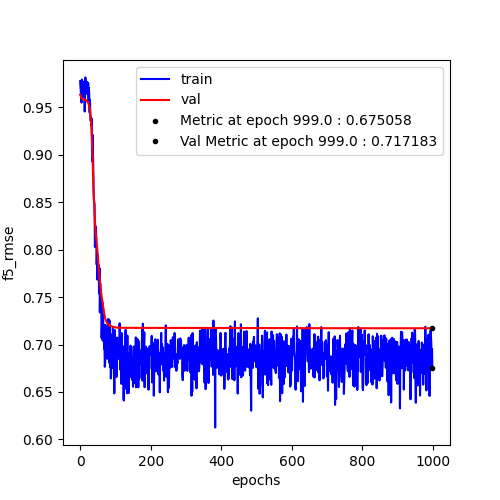 train
val
Metric at epoch 999.0 : 0.675058
Val Metric at epoch 999.0 : 0.717183
0.95
0.90
0.85
0.80
0.75
0.70
0.65
0.60
f5_rmse
0 200 400 600 800 1000
epochs